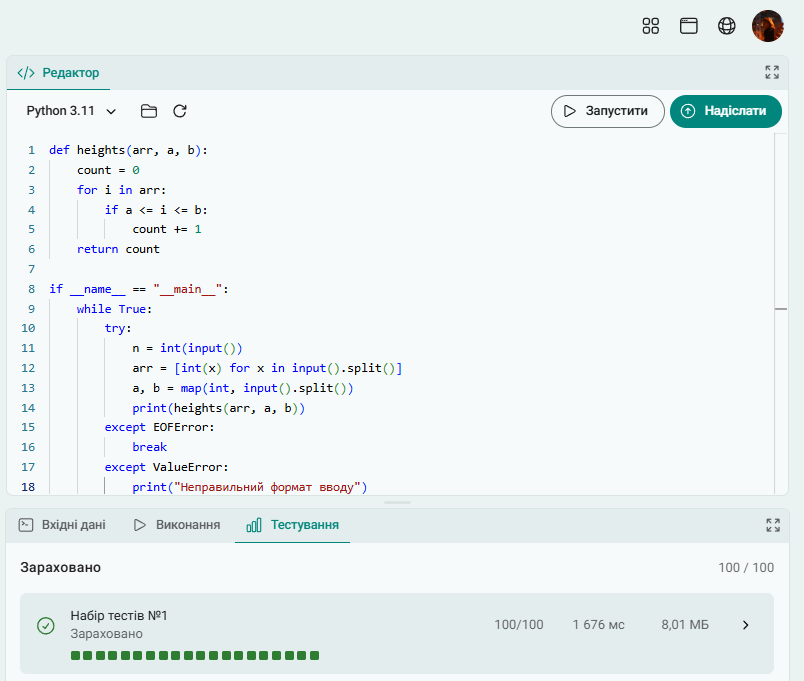 </> Редактор
Python 3.11
Запустити
Надіслати
1 def heights(arr, a, b):
2     count = 0
3     for i in arr:
4         if a <= i <= b:
5             count += 1
6     return count
7
8 if __name__ == "__main__":
9     while True:
10         try:
11             n = int(input())
12             arr = [int(x) for x in input().split()]
13             a, b = map(int, input().split())
14             print(heights(arr, a, b))
15         except EOFError:
16             break
17         except ValueError:
18             print("Неправильний формат вводу")
Вхідні дані
Виконання
Тестування
Зараховано 100 / 100
Набір тестів №1
Зараховано
100/100 1 676 мс 8,01 МБ